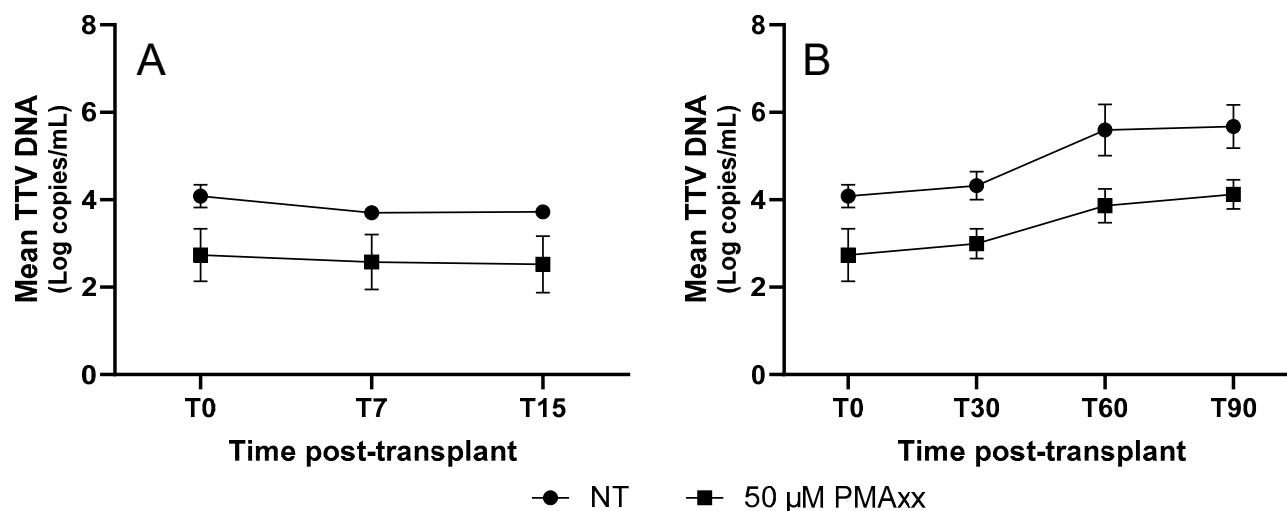 A
Mean TTV DNA
(Log copies/mL)
8
6
4
2
0
T0 T7 T15
Time post-transplant
B
Mean TTV DNA
(Log copies/mL)
8
6
4
2
0
T0 T30 T60 T90
Time post-transplant
NT 50 µM PMAxx